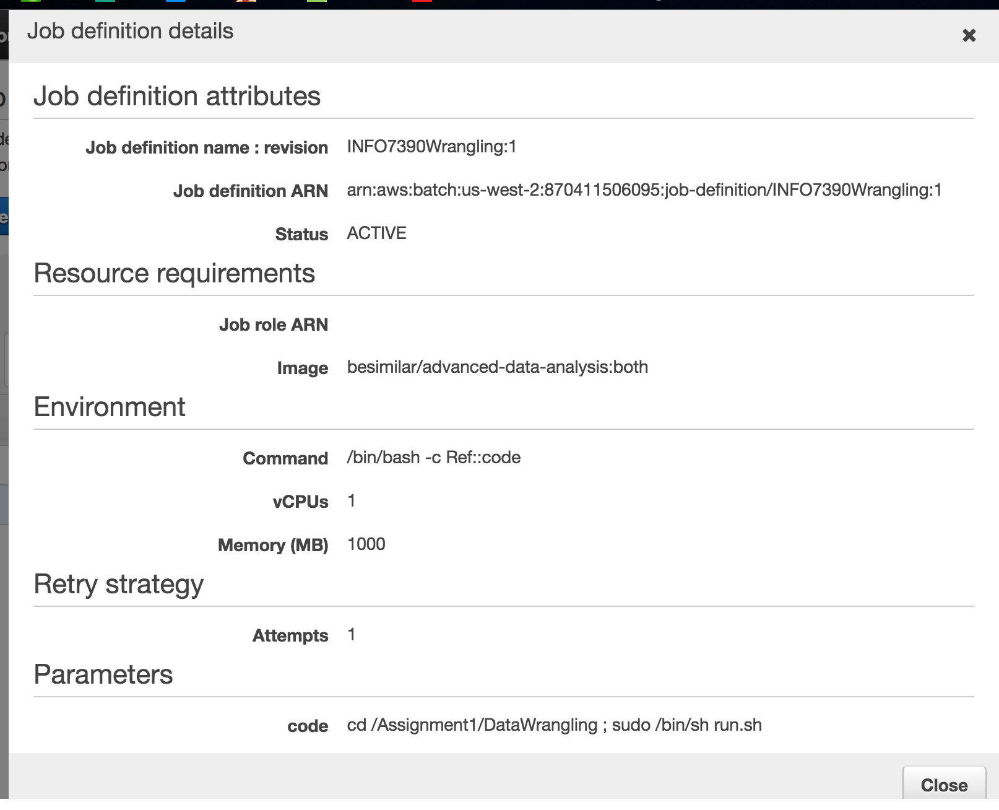 Job definition details
Job definition attributes
Job definition name : revision INFO7390Wrangling:1
Job definition ARN arn:aws:batch:us-west-2:870411506095:job-definition/INFO7390Wrangling:1
Status ACTIVE
Resource requirements
Job role ARN
Image besimilar/advanced-data-analysis:both
Environment
Command /bin/bash -c Ref::code
vCPUs 1
Memory (MB) 1000
Retry strategy
Attempts 1
Parameters
code cd /Assignment1/DataWrangling ; sudo /bin/sh run.sh
Close